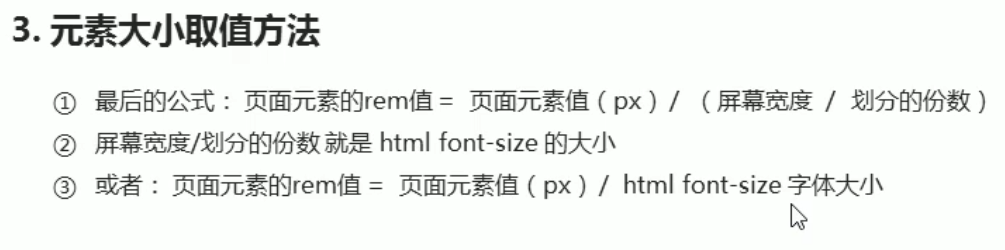 3. 元素大小取值方法
① 最后的公式： 页面元素的rem值 = 页面元素值（px）/ （屏幕宽度 / 划分的份数）
② 屏幕宽度/划分的份数 就是 html font-size 的大小
③ 或者： 页面元素的rem值 = 页面元素值（px）/ html font-size 字体大小